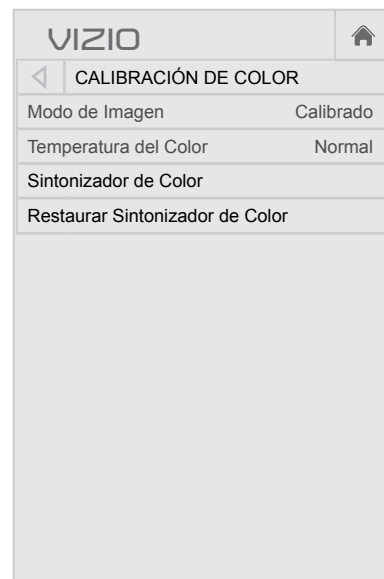 VIZIO
CALIBRACIÓN DE COLOR
Modo de Imagen Calibrado
Temperatura del Color Normal
Sintonizador de Color
Restaurar Sintonizador de Color